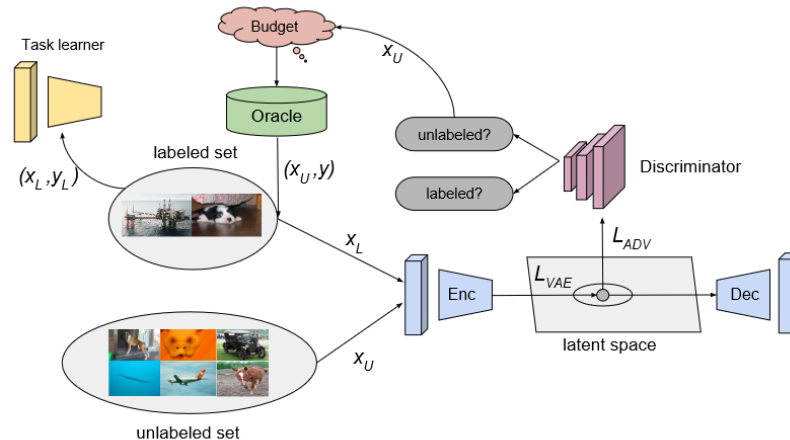 Budget
Task learner
x_U
Oracle
unlabeled?
labeled set
(x_U,y)
Discriminator
(x_L,y_L)
labeled?
x_L
L_ADV
L_VAE
Enc
Dec
x_U
latent space
unlabeled set